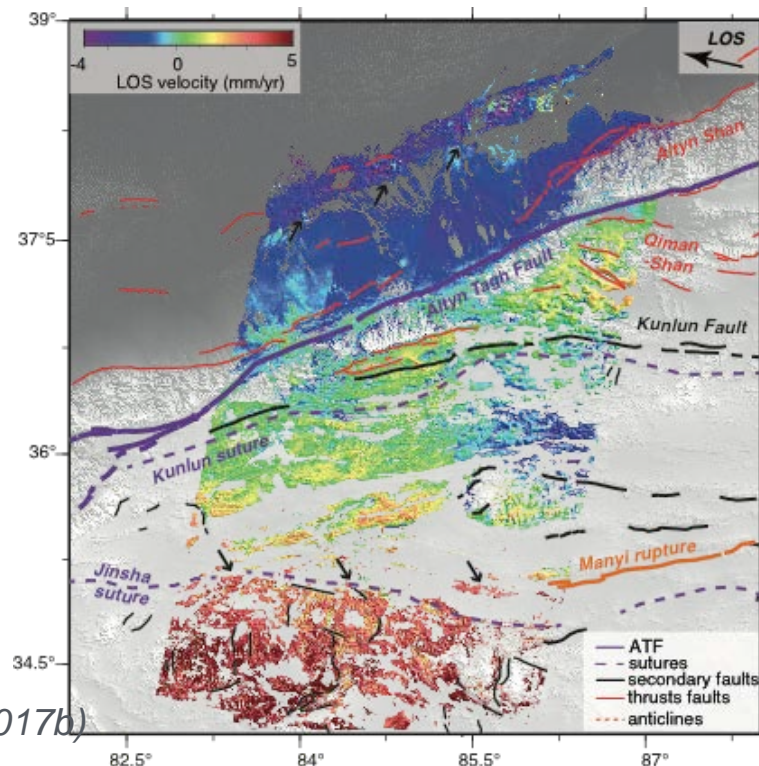 39°
LOS
-4 0 5
LOS velocity (mm/yr)
Altyn Shan
37°5
Qiman
-Shan
Altyn Tagh Fault
Kunlun Fault
36°
Kunlun suture
Manyi rupture
Jinsha
suture
34.5°
ATF
sutures
secondary faults
thrusts faults
anticlines
017b)
82.5° 84° 85.5° 87°